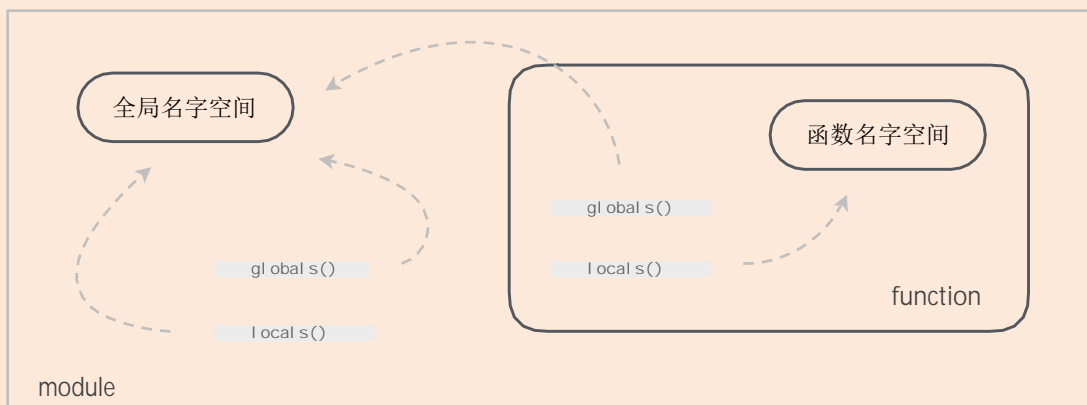 全局名字空间
函数名字空间
globals()
locals()
globals()
locals()
function
module